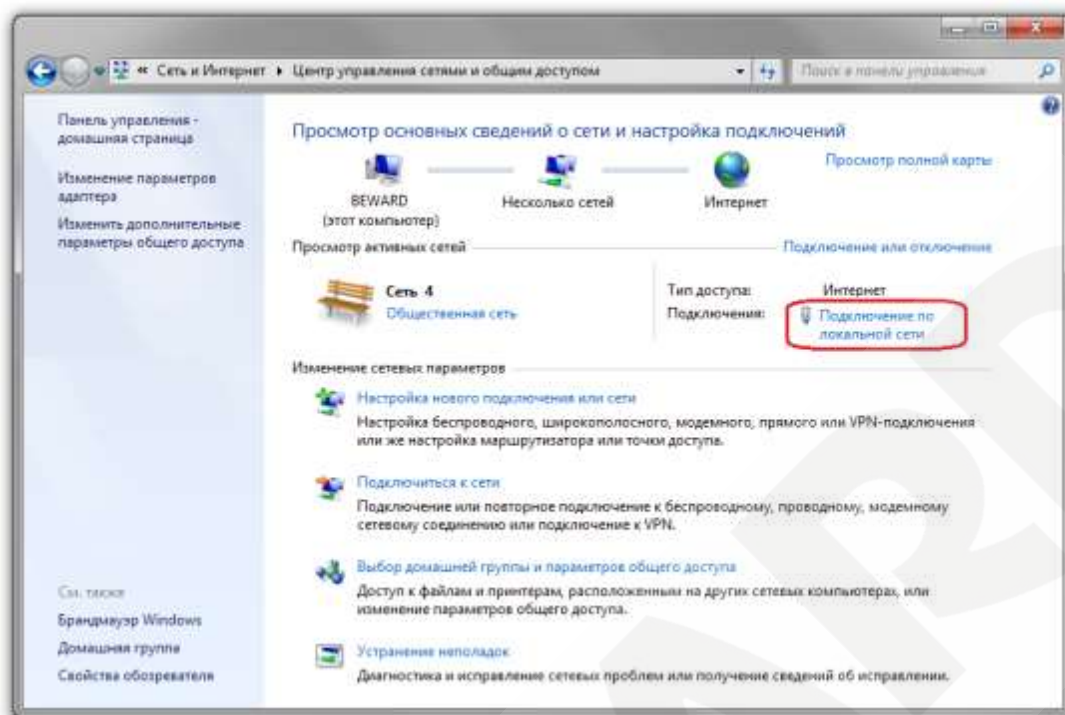 « Сеть и Интернет ▸ Центр управления сетями и общим доступом
Поиск в панели управления
Панель управления -
домашняя страница
Изменение параметров
адаптера
Изменить дополнительные
параметры общего доступа
См. также
Брандмауэр Windows
Домашняя группа
Свойства обозревателя
Просмотр основных сведений о сети и настройка подключений
Просмотр полной карты
BEWARD
(этот компьютер)
Несколько сетей
Интернет
Просмотр активных сетей
Подключение или отключение
Сеть 4
Общественная сеть
Тип доступа: Интернет
Подключения: Подключение по
локальной сети
Изменение сетевых параметров
Настройка нового подключения или сети
Настройка беспроводного, широкополосного, модемного, прямого или VPN-подключения
или же настройка маршрутизатора или точки доступа.
Подключиться к сети
Подключение или повторное подключение к беспроводному, проводному, модемному
сетевому соединению или подключение к VPN.
Выбор домашней группы и параметров общего доступа
Доступ к файлам и принтерам, расположенным на других сетевых компьютерах, или
изменение параметров общего доступа.
Устранение неполадок
Диагностика и исправление сетевых проблем или получение сведений об исправлении.